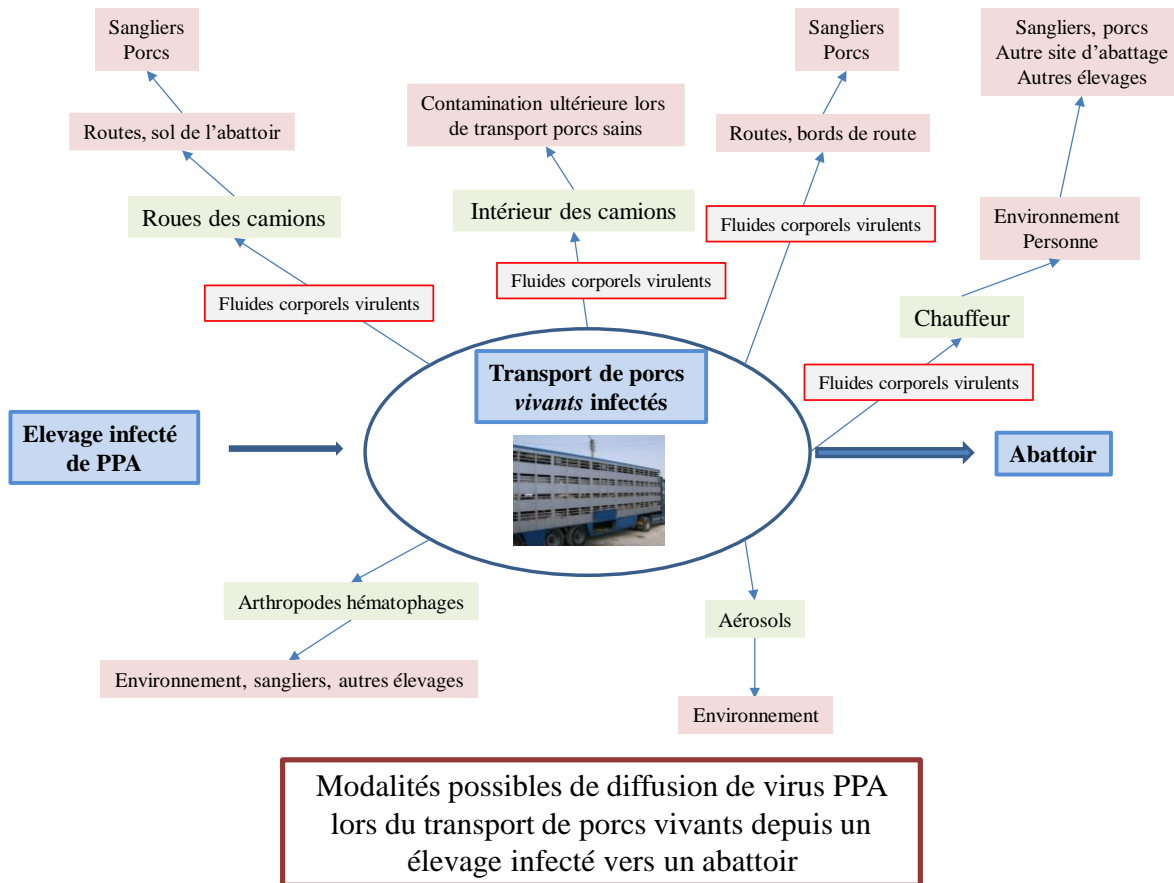 Sangliers
Porcs
Sangliers
Porcs
Sangliers, porcs
Autre site d'abattage
Autres élevages
Contamination ultérieure lors
de transport porcs sains
Routes, sol de l'abattoir
Routes, bords de route
Roues des camions
Intérieur des camions
Fluides corporels virulents
Environnement
Personne
Fluides corporels virulents
Fluides corporels virulents
Chauffeur
Fluides corporels virulents
Transport de porcs
vivants infectés
Elevage infecté
de PPA
Abattoir
Arthropodes hématophages
Aérosols
Environnement, sangliers, autres élevages
Environnement
Modalités possibles de diffusion de virus PPA
lors du transport de porcs vivants depuis un
élevage infecté vers un abattoir